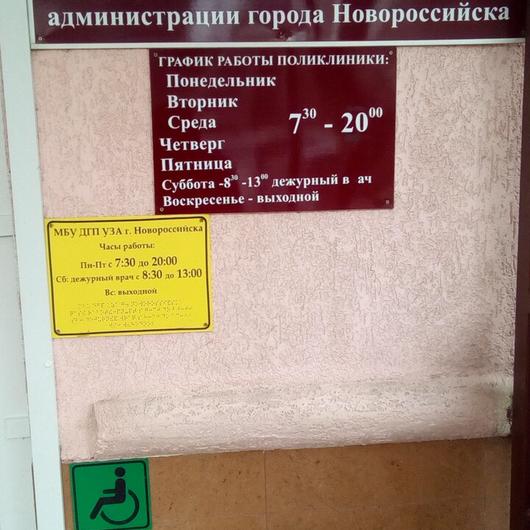 администрации города Новороссийска
ГРАФИК РАБОТЫ ПОЛИКЛИНИКИ:
Понедельник
Вторник
Среда 7³⁰ - 20⁰⁰
Четверг
Пятница
Суббота -8³⁰ -13⁰⁰ дежурный в ач
Воскресенье - выходной
МБУ ДГП УЗА г. Новороссийска
Часы работы:
Пн-Пт с 7:30 до 20:00
Сб: дежурный врач с 8:30 до 13:00
Вс: выходной